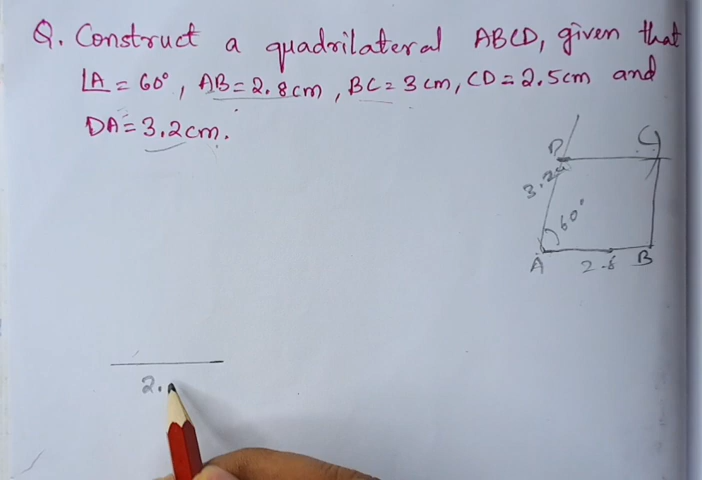 Q. Construct a quadrilateral ABCD, given that
∠A = 60°, AB = 2.8cm, BC = 3cm, CD = 2.5cm and
DA = 3.2cm.
D C
3.2
60°
A 2.8 B
2.